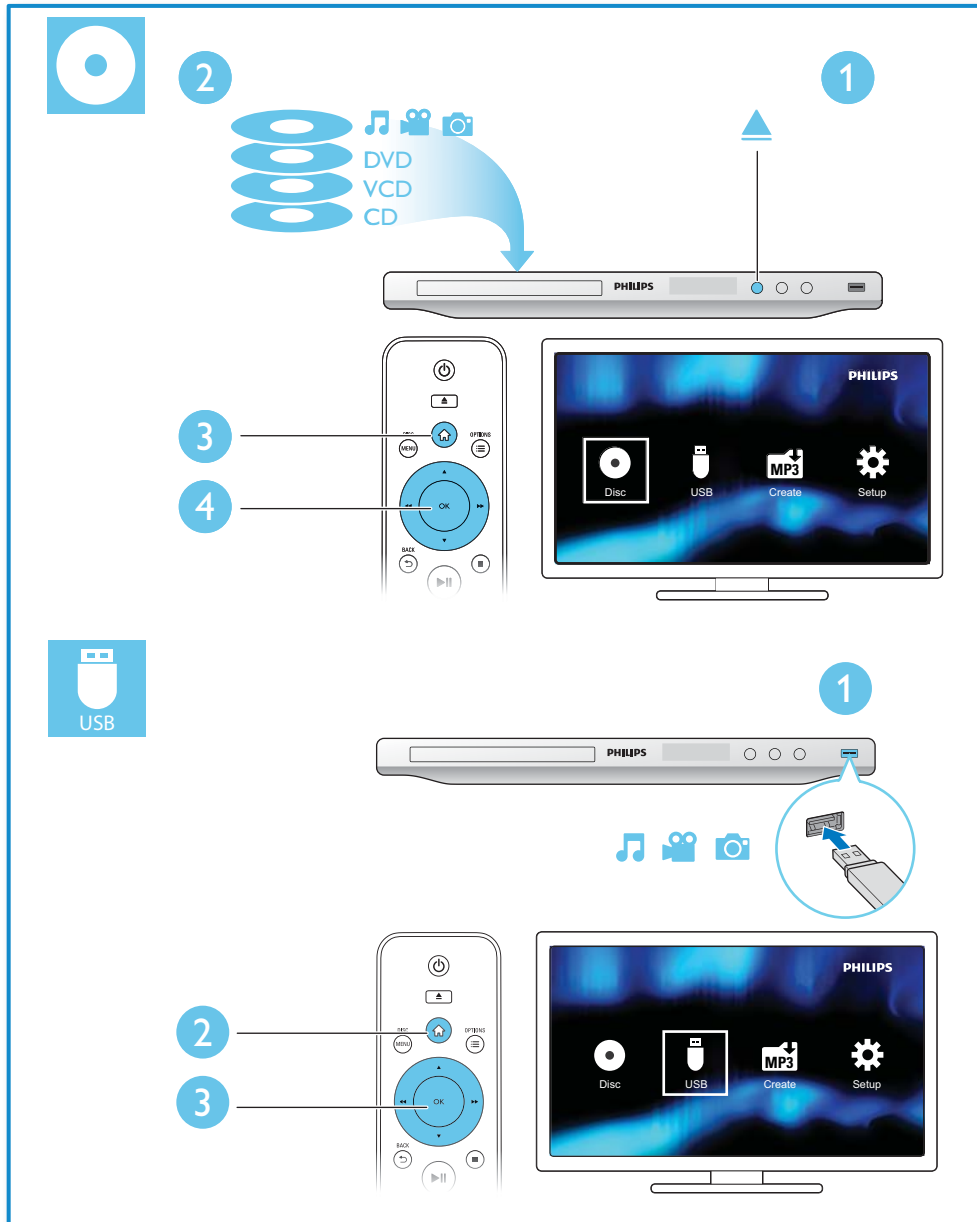 2
1
DVD
VCD
CD
PHILIPS
PHILIPS
3
OPTIONS
MENU
4
OK
BACK
MP3
Disc
USB
Create
Setup
USB
1
PHILIPS
PHILIPS
2
DISC
OPTIONS
MENU
3
OK
BACK
MP3
Disc
USB
Create
Setup